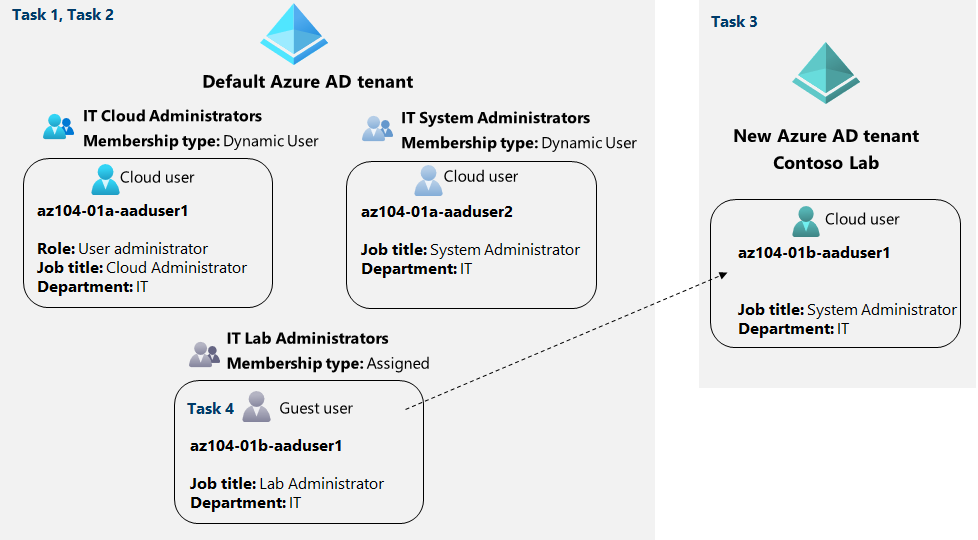 Task 1, Task 2
Default Azure AD tenant
IT Cloud Administrators
Membership type: Dynamic User
Cloud user
az104-01a-aaduser1
Role: User administrator
Job title: Cloud Administrator
Department: IT
IT System Administrators
Membership type: Dynamic User
Cloud user
az104-01a-aaduser2
Job title: System Administrator
Department: IT
IT Lab Administrators
Membership type: Assigned
Task 4
Guest user
az104-01b-aaduser1
Job title: Lab Administrator
Department: IT
Task 3
New Azure AD tenant
Contoso Lab
Cloud user
az104-01b-aaduser1
Job title: System Administrator
Department: IT